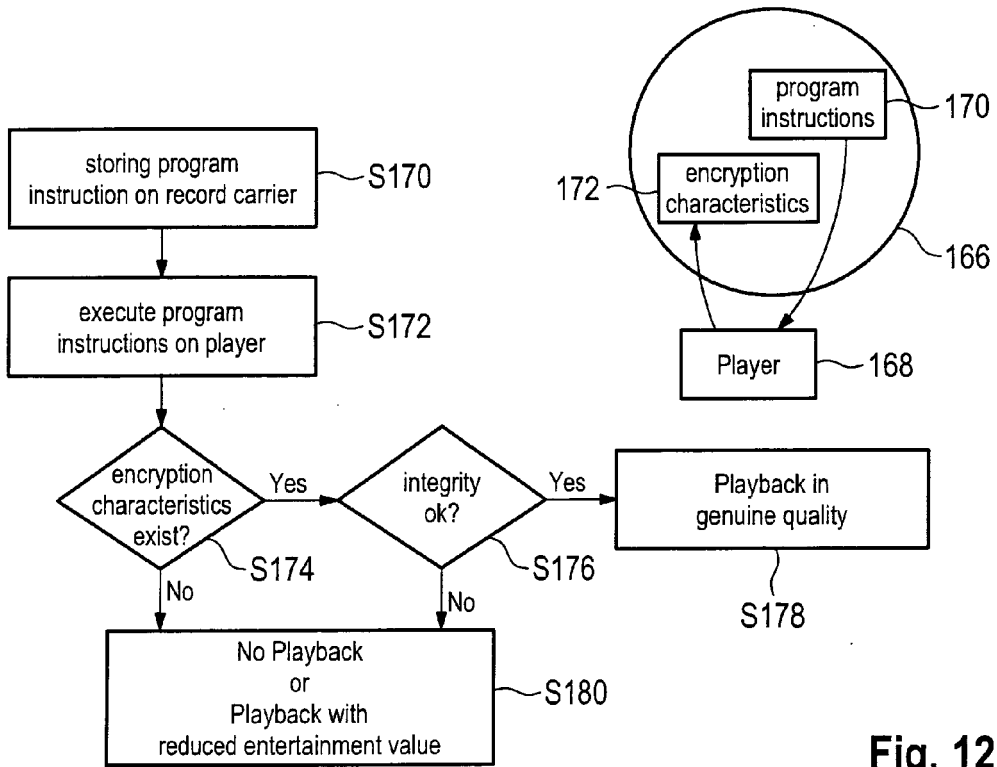 storing program
instruction on record carrier
S170
execute program
instructions on player
S172
encryption
characteristics
exist?
S174
Yes
No
integrity
ok?
S176
Yes
No
Playback in
genuine quality
S178
No Playback
or
Playback with
reduced entertainment value
S180
program
instructions
170
172
encryption
characteristics
166
Player
168
Fig. 12